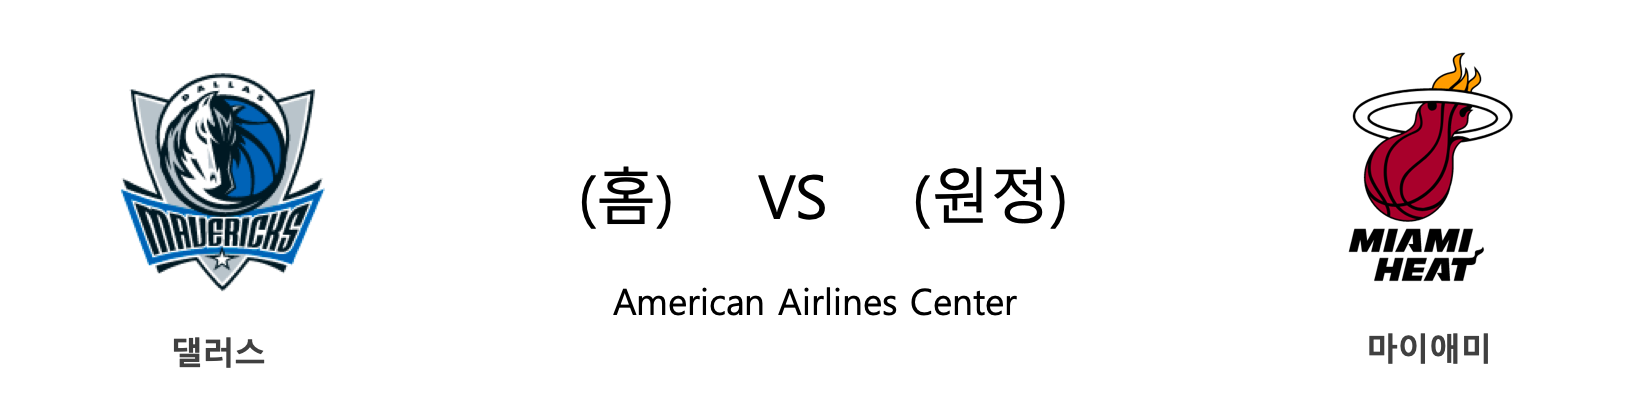 DALLAS
MAVERICKS
(홈) VS (원정)
American Airlines Center
MIAMI
HEAT
댈러스
마이애미